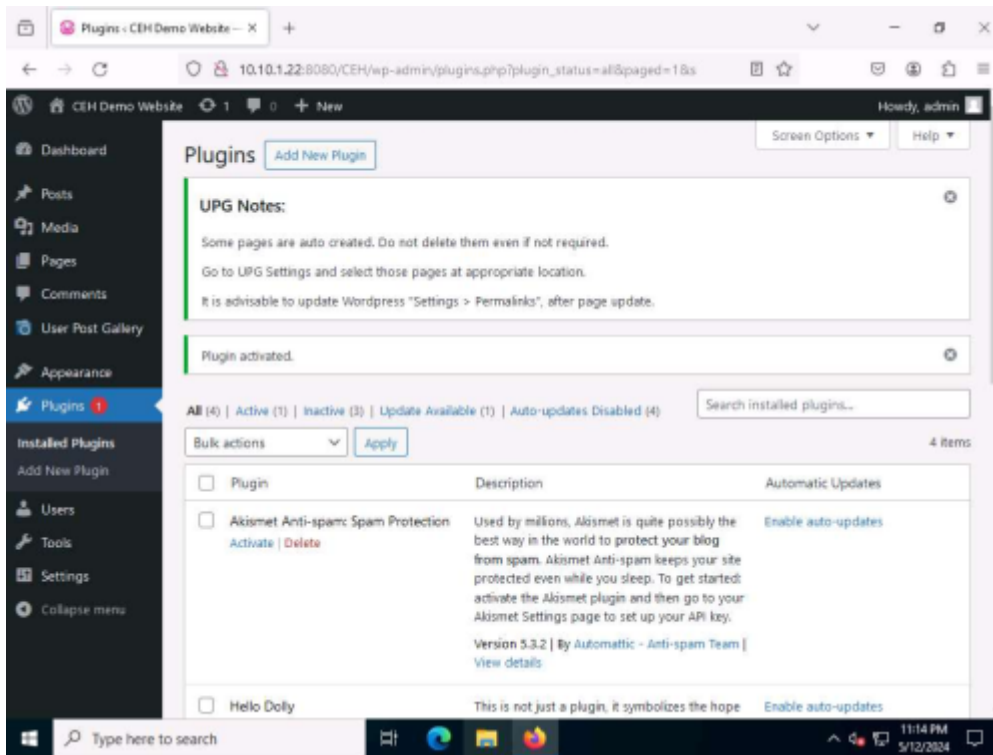 Plugins ‹ CEH Demo Website —
10.10.1.22:8080/CEH/wp-admin/plugins.php?plugin_status=all&paged=1&s
CEH Demo Website 1 0 + New Howdy, admin
Screen Options Help
Dashboard
Posts
Media
Pages
Comments
User Post Gallery
Appearance
Plugins 1
Installed Plugins
Add New Plugin
Users
Tools
Settings
Collapse menu
Plugins Add New Plugin
UPG Notes:
Some pages are auto created. Do not delete them even if not required.
Go to UPG Settings and select those pages at appropriate location.
It is advisable to update Wordpress "Settings > Permalinks", after page update.
Plugin activated.
All (4) | Active (1) | Inactive (3) | Update Available (1) | Auto-updates Disabled (4)
Search installed plugins...
Bulk actions Apply 4 items
Plugin Description Automatic Updates
Akismet Anti-spam: Spam Protection
Activate | Delete
Used by millions, Akismet is quite possibly the
best way in the world to protect your blog
from spam. Akismet Anti-spam keeps your site
protected even while you sleep. To get started:
activate the Akismet plugin and then go to your
Akismet Settings page to set up your API key.
Version 5.3.2 | By Automattic - Anti-spam Team |
View details
Enable auto-updates
Hello Dolly This is not just a plugin, it symbolizes the hope Enable auto-updates
Type here to search
11:14 PM
5/12/2024